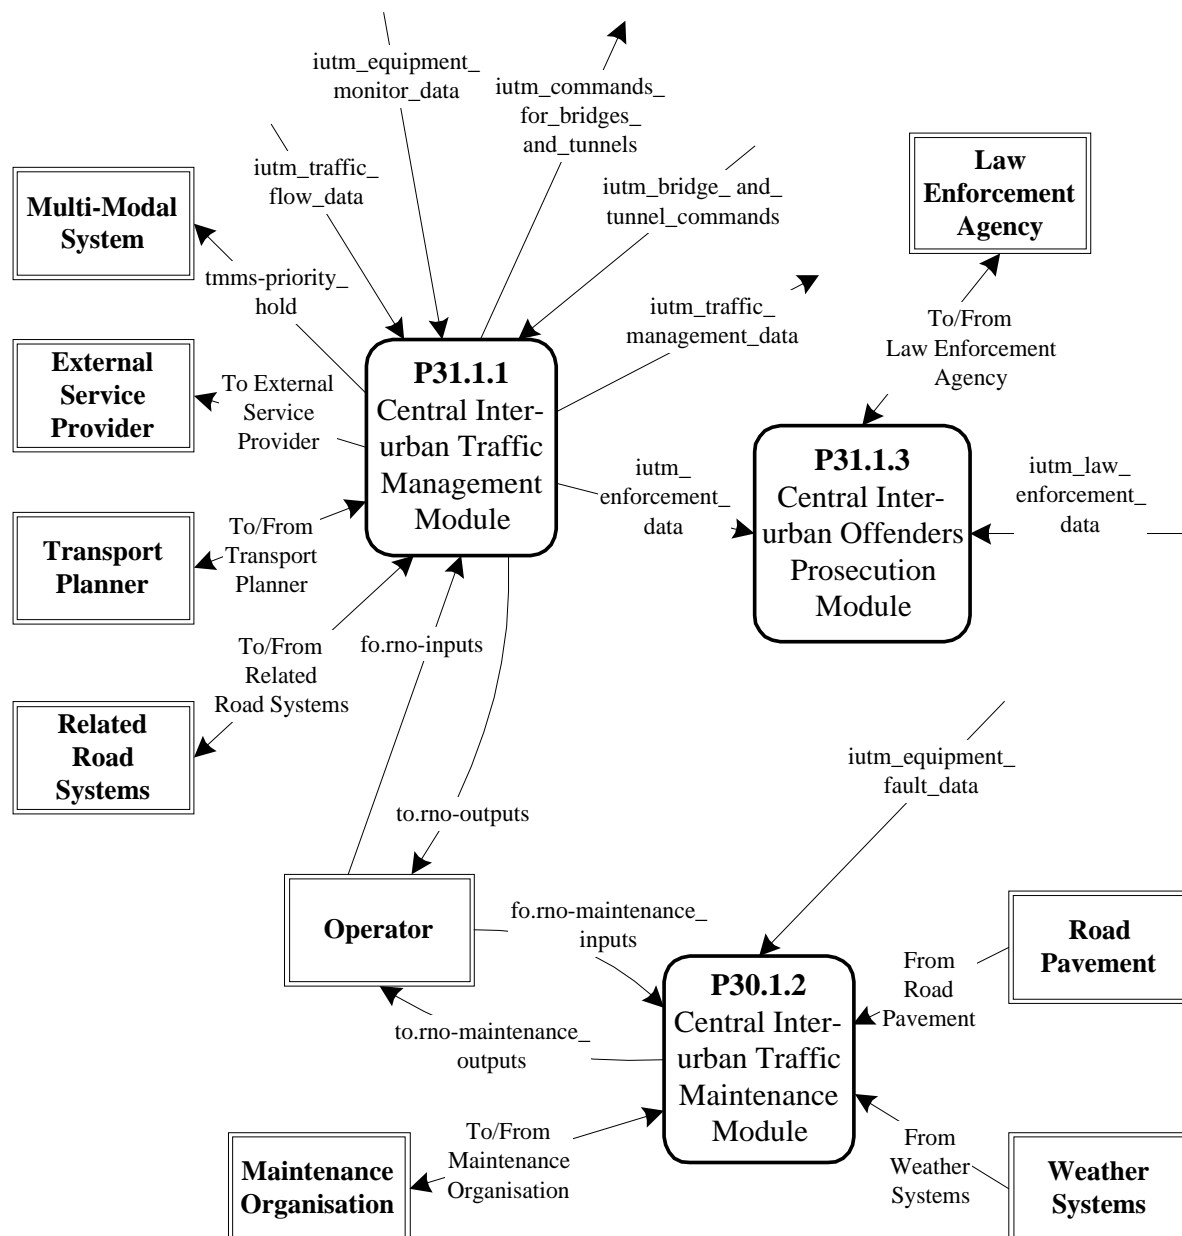 iutm_equipment_
monitor_data
iutm_commands_
for_bridges_
and_tunnels
iutm_traffic_
flow_data
iutm_bridge_ and_
tunnel_commands
Law
Enforcement
Agency
Multi-Modal
System
tmms-priority_
hold
iutm_traffic_
management_data
To/From
Law Enforcement
Agency
External
Service
Provider
To External
Service
Provider
P31.1.1
Central Inter-
urban Traffic
Management
Module
iutm_
enforcement_
data
P31.1.3
Central Inter-
urban Offenders
Prosecution
Module
iutm_law_
enforcement_
data
Transport
Planner
To/From
Transport
Planner
To/From
Related
Road Systems
fo.rno-inputs
Related
Road
Systems
to.rno-outputs
iutm_equipment_
fault_data
Operator
fo.rno-maintenance_
inputs
Road
Pavement
From
Road
Pavement
P30.1.2
Central Inter-
urban Traffic
Maintenance
Module
to.rno-maintenance_
outputs
To/From
Maintenance
Organisation
Maintenance
Organisation
From
Weather
Systems
Weather
Systems